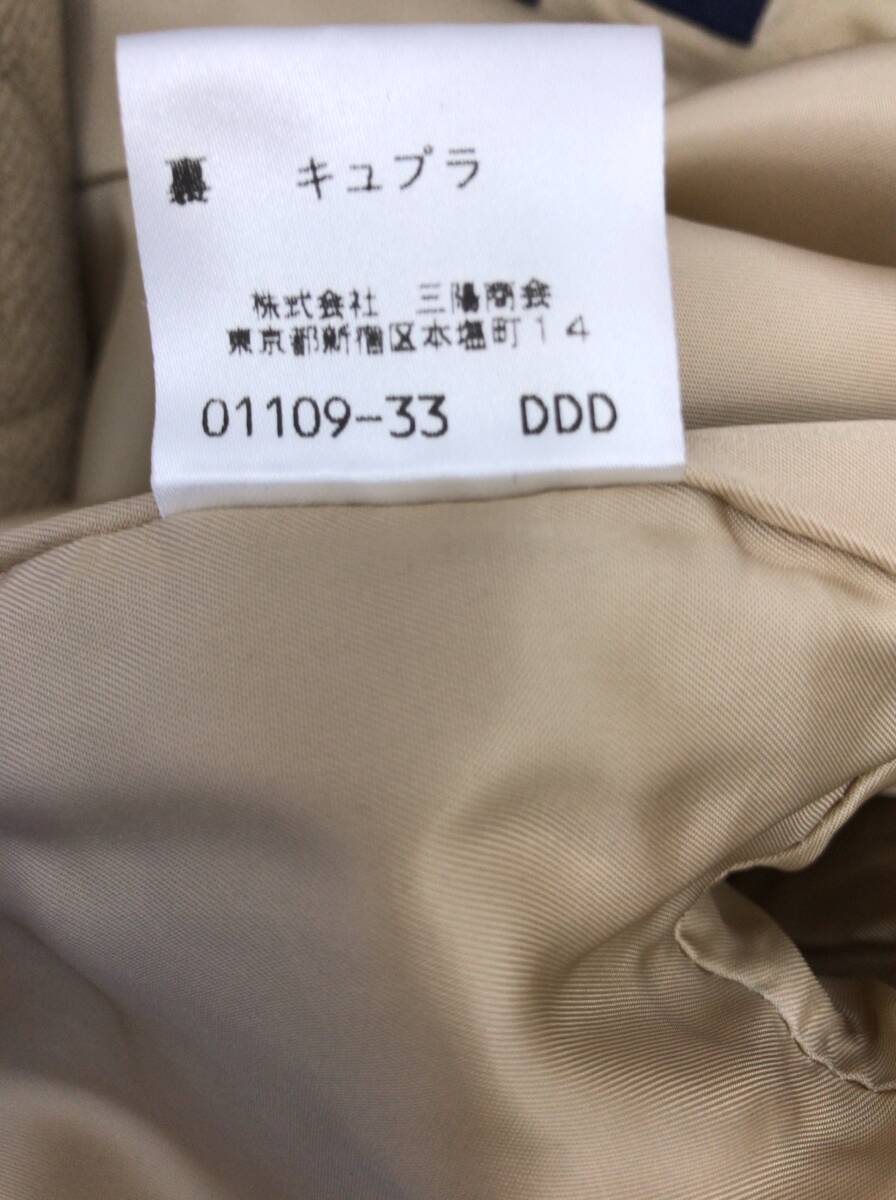 裏 キュプラ
株式会社 三陽商会
東京都新宿区本塩町14
01109-33 DDD